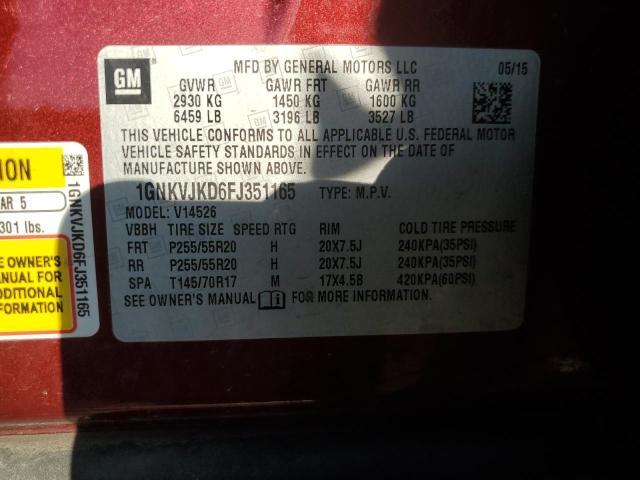 GM
MFD BY GENERAL MOTORS LLC 05/15
GVWR GAWR FRT GAWR RR
2930 KG 1450 KG 1600 KG
6459 LB 3196 LB 3527 LB
THIS VEHICLE CONFORMS TO ALL APPLICABLE U.S. FEDERAL MOTOR
VEHICLE SAFETY STANDARDS IN EFFECT ON THE DATE OF
MANUFACTURE SHOWN ABOVE.
1GNKVJKD6FJ351165 TYPE: M.P.V.
MODEL: V14526
VBBH TIRE SIZE SPEED RTG RIM COLD TIRE PRESSURE
FRT P255/55R20 H 20X7.5J 240KPA(35PSI)
RR P255/55R20 H 20X7.5J 240KPA(35PSI)
SPA T145/70R17 M 17X4.5B 420KPA(60PSI)
SEE OWNER'S MANUAL i FOR MORE INFORMATION.
ION
AR 5
301 lbs.
E OWNER'S
ANUAL FOR
DDITIONAL
FORMATION
1GNKVJKD6FJ351165